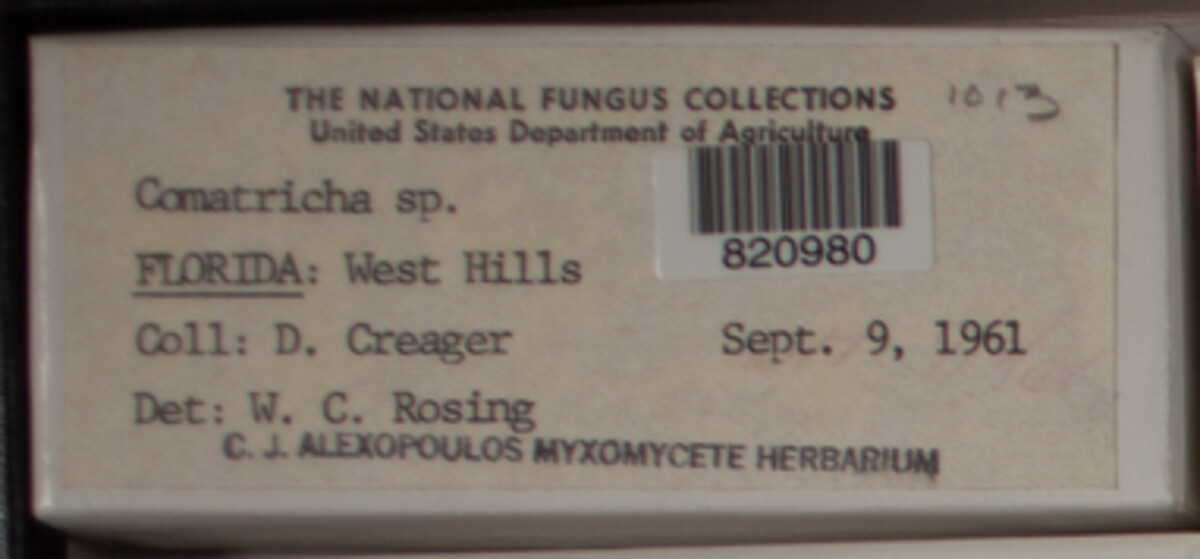 THE NATIONAL FUNGUS COLLECTIONS 1013
United States Department of Agriculture
Comatricha sp.
820980
FLORIDA: West Hills
Coll: D. Creager Sept. 9, 1961
Det: W. C. Rosing
C. J. ALEXOPOULOS MYXOMYCETE HERBARIUM